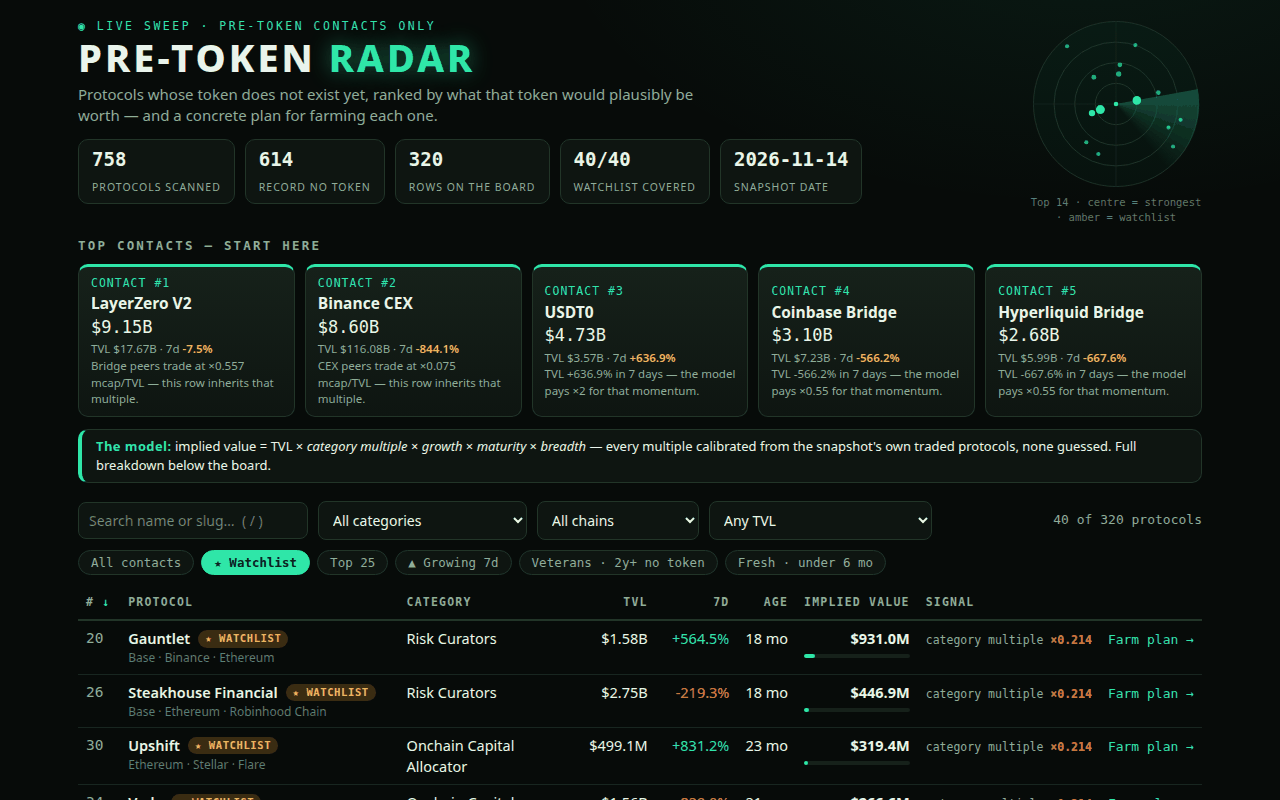 ◉ LIVE SWEEP · PRE-TOKEN CONTACTS ONLY
PRE-TOKEN RADAR
Protocols whose token does not exist yet, ranked by what that token would plausibly be
worth — and a concrete plan for farming each one.
758
PROTOCOLS SCANNED
614
RECORD NO TOKEN
320
ROWS ON THE BOARD
40/40
WATCHLIST COVERED
2026-11-14
SNAPSHOT DATE
Top 14 · centre = strongest
· amber = watchlist
TOP CONTACTS — START HERE
CONTACT #1
LayerZero V2
$9.15B
TVL $17.67B · 7d -7.5%
Bridge peers trade at ×0.557
mcap/TVL — this row inherits that
multiple.
CONTACT #2
Binance CEX
$8.60B
TVL $116.08B · 7d -844.1%
CEX peers trade at ×0.075
mcap/TVL — this row inherits that
multiple.
CONTACT #3
USDT0
$4.73B
TVL $3.57B · 7d +636.9%
TVL +636.9% in 7 days — the model
pays ×2 for that momentum.
CONTACT #4
Coinbase Bridge
$3.10B
TVL $7.23B · 7d -566.2%
TVL -566.2% in 7 days — the model
pays ×0.55 for that momentum.
CONTACT #5
Hyperliquid Bridge
$2.68B
TVL $5.99B · 7d -667.6%
TVL -667.6% in 7 days — the model
pays ×0.55 for that momentum.
The model: implied value = TVL × category multiple × growth × maturity × breadth — every multiple calibrated from the snapshot's own traded protocols, none guessed. Full
breakdown below the board.
Search name or slug... ( / )
All categories
All chains
Any TVL
40 of 320 protocols
All contacts
★ Watchlist
Top 25
▲ Growing 7d
Veterans · 2y+ no token
Fresh · under 6 mo
# ↓ PROTOCOL CATEGORY TVL 7D AGE IMPLIED VALUE SIGNAL
20 Gauntlet ★ WATCHLIST Risk Curators $1.58B +564.5% 18 mo $931.0M category multiple ×0.214 Farm plan →
Base · Binance · Ethereum
26 Steakhouse Financial ★ WATCHLIST Risk Curators $2.75B -219.3% 18 mo $446.9M category multiple ×0.214 Farm plan →
Base · Ethereum · Robinhood Chain
30 Upshift ★ WATCHLIST Onchain Capital $499.1M +831.2% 23 mo $319.4M category multiple ×0.214 Farm plan →
Ethereum · Stellar · Flare
Allocator